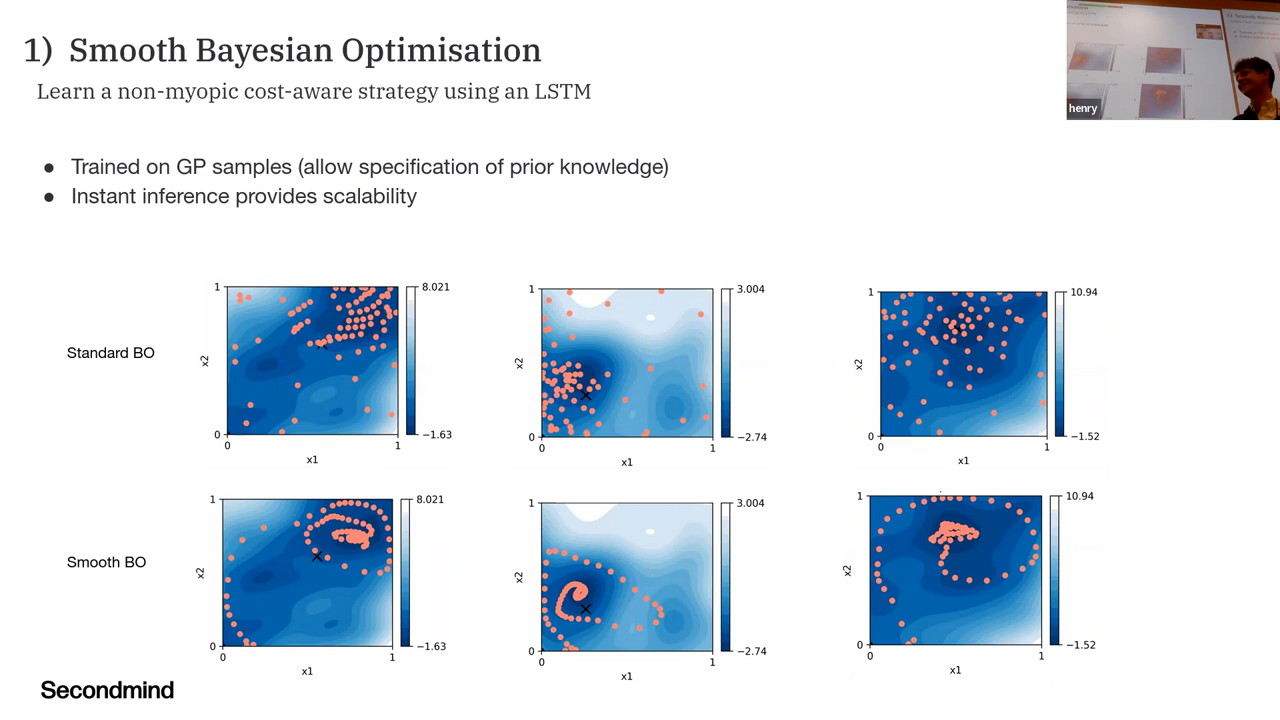 1) Smooth Bayesian Optimisation
Learn a non-myopic cost-aware strategy using an LSTM
henry
● Trained on GP samples (allow specification of prior knowledge)
● Instant inference provides scalability
Standard BO
1
x2
0
0
1
x1
8.021
−1.63
1
x2
0
0
1
x1
3.004
−2.74
1
x2
0
0
1
x1
10.94
−1.52
Smooth BO
1
x2
0
0
1
x1
8.021
−1.63
1
x2
0
0
1
x1
3.004
−2.74
1
x2
0
0
1
x1
10.94
−1.52
Secondmind